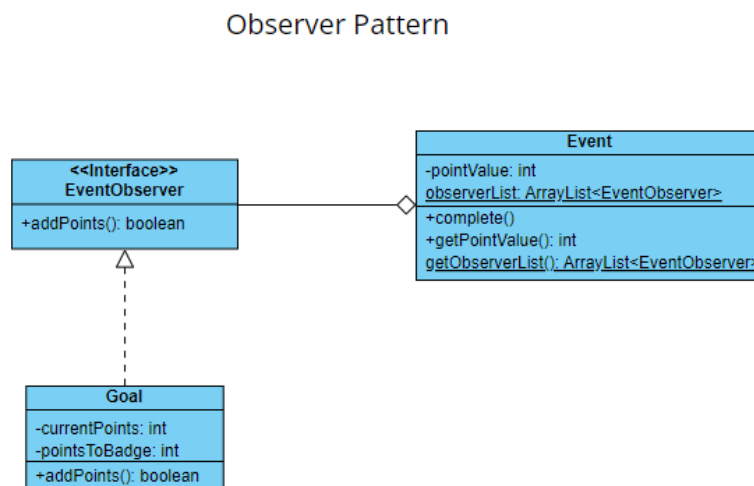 Observer Pattern
<<Interface>>
EventObserver
+addPoints(): boolean
Event
-pointValue: int
observerList: ArrayList<EventObserver>
+complete()
+getPointValue(): int
getObserverList(): ArrayList<EventObserver>
Goal
-currentPoints: int
-pointsToBadge: int
+addPoints(): boolean